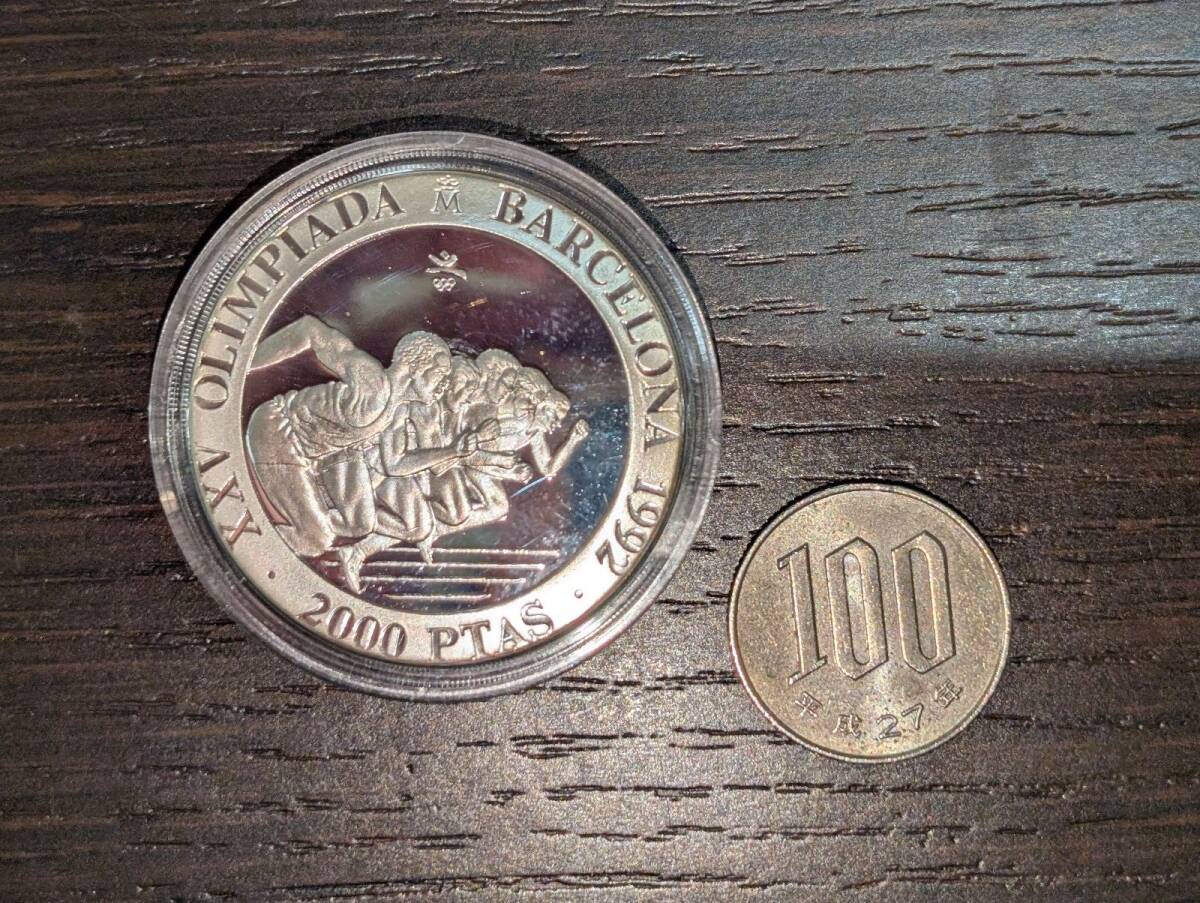 XXV OLIMPIADA M BARCELONA 1992
· 2000 PTAS ·
100
平成27年